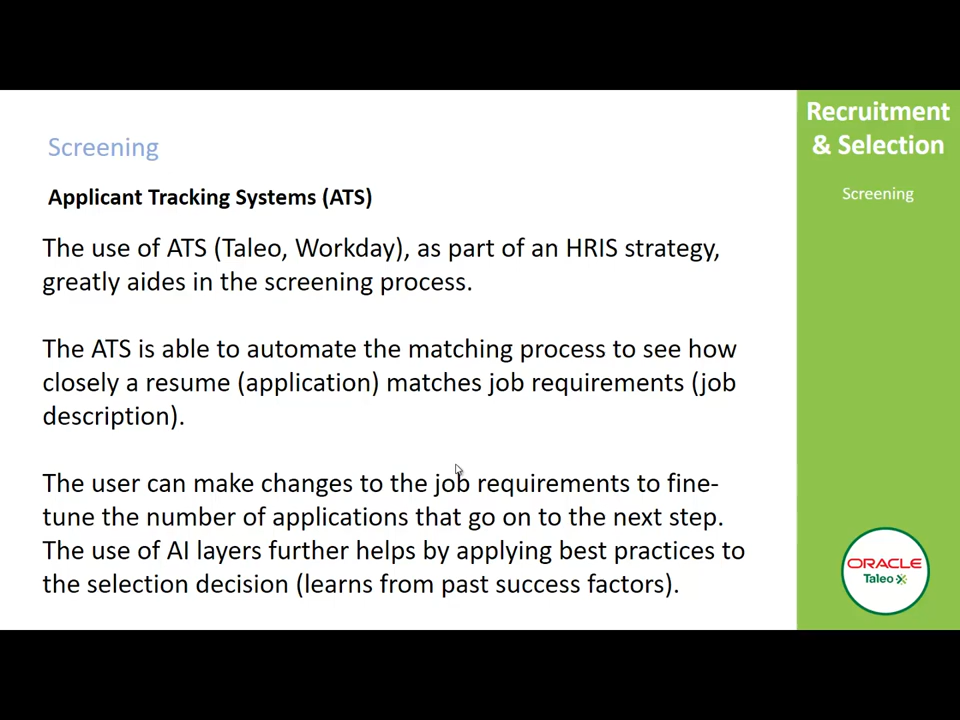 Recruitment
& Selection
Screening
Screening
Applicant Tracking Systems (ATS)
The use of ATS (Taleo, Workday), as part of an HRIS strategy,
greatly aides in the screening process.
The ATS is able to automate the matching process to see how
closely a resume (application) matches job requirements (job
description).
The user can make changes to the job requirements to fine-
tune the number of applications that go on to the next step.
The use of AI layers further helps by applying best practices to
the selection decision (learns from past success factors).
ORACLE
Taleo